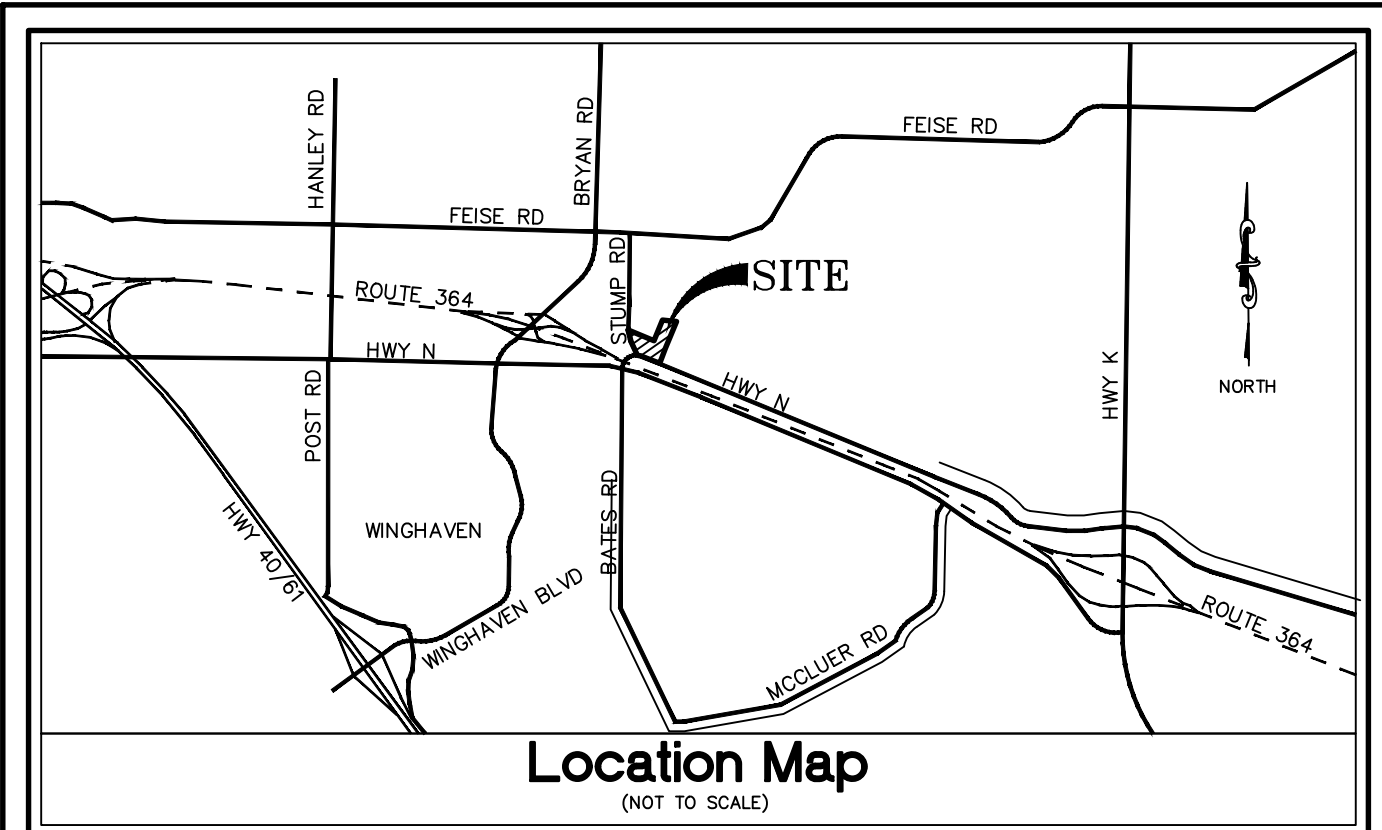 HANLEY RD
BRYAN RD
FEISE RD
FEISE RD
STUMP RD
SITE
ROUTE 364
HWY N
HWY N
HWY K
NORTH
POST RD
BATES RD
WINGHAVEN
HWY 40/61
WINGHAVEN BLVD
MCCLUER RD
ROUTE 364
Location Map
(NOT TO SCALE)